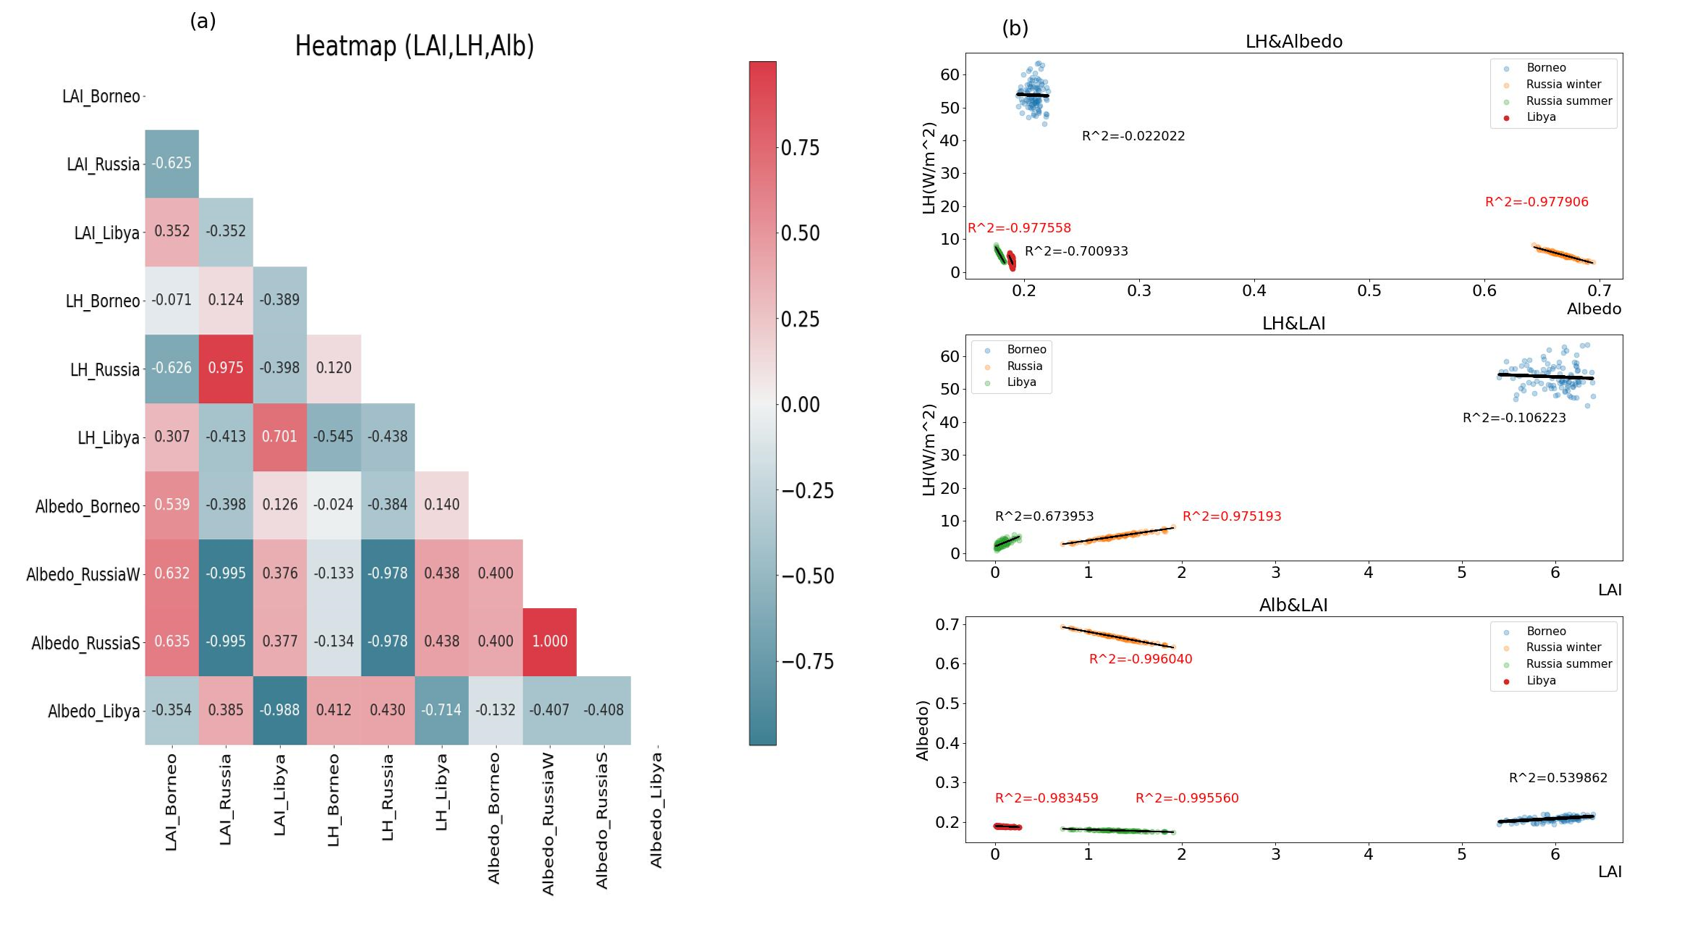 (a)
Heatmap (LAI,LH,Alb)
LAI_Borneo
LAI_Russia
-0.625
LAI_Libya
0.352 -0.352
LH_Borneo
-0.071 0.124 -0.389
LH_Russia
-0.626 0.975 -0.398 0.120
LH_Libya
0.307 -0.413 0.701 -0.545 -0.438
Albedo_Borneo
0.539 -0.398 0.126 -0.024 -0.384 0.140
Albedo_RussiaW
0.632 -0.995 0.376 -0.133 -0.978 0.438 0.400
Albedo_RussiaS
0.635 -0.995 0.377 -0.134 -0.978 0.438 0.400 1.000
Albedo_Libya
-0.354 0.385 -0.988 0.412 0.430 -0.714 -0.132 -0.407 -0.408
LAI_Borneo
LAI_Russia
LAI_Libya
LH_Borneo
LH_Russia
LH_Libya
Albedo_Borneo
Albedo_RussiaW
Albedo_RussiaS
Albedo_Libya
0.75
0.50
0.25
0.00
−0.25
−0.50
−0.75
(b)
LH&Albedo
LH(W/m^2)
60
50
40
30
20
10
0
Borneo
Russia winter
Russia summer
Libya
R^2=-0.022022
R^2=-0.977906
R^2=-0.977558
R^2=-0.700933
0.2 0.3 0.4 0.5 0.6 0.7
Albedo
LH&LAI
LH(W/m^2)
60
50
40
30
20
10
0
Borneo
Russia
Libya
R^2=-0.106223
R^2=0.673953
R^2=0.975193
0 1 2 3 4 5 6
LAI
Alb&LAI
Albedo)
0.7
0.6
0.5
0.4
0.3
0.2
Borneo
Russia winter
Russia summer
Libya
R^2=-0.996040
R^2=0.539862
R^2=-0.983459
R^2=-0.995560
0 1 2 3 4 5 6
LAI